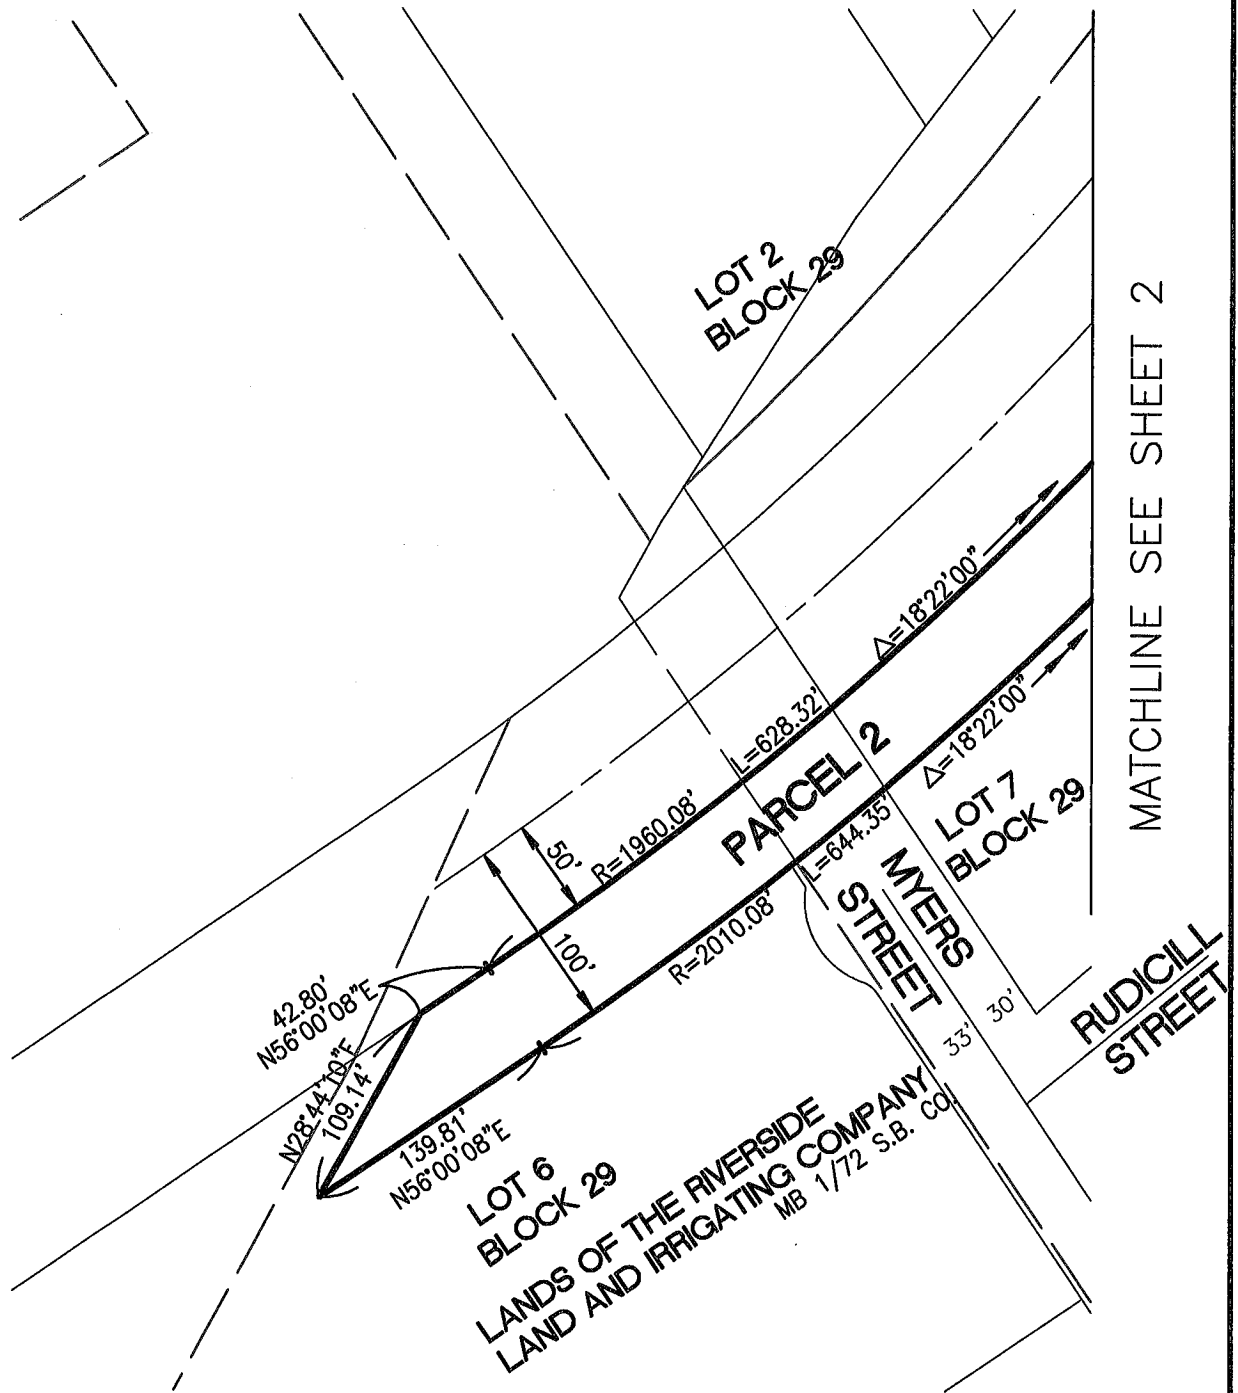 LOT 2
BLOCK 29
MATCHLINE SEE SHEET 2
Δ=18°22'00"
L=628.32'
R=1960.08'
PARCEL 2
Δ=18°22'00"
L=644.35'
R=2010.08'
LOT 7
BLOCK 29
50'
100'
MYERS
STREET
33'
30'
RUDICILL
STREET
42.80'
N56°00'08"E
N28°44'10"E
109.14'
139.81'
N56°00'08"E
LOT 6
BLOCK 29
LANDS OF THE RIVERSIDE
LAND AND IRRIGATING COMPANY
MB 1/72 S.B. CO.